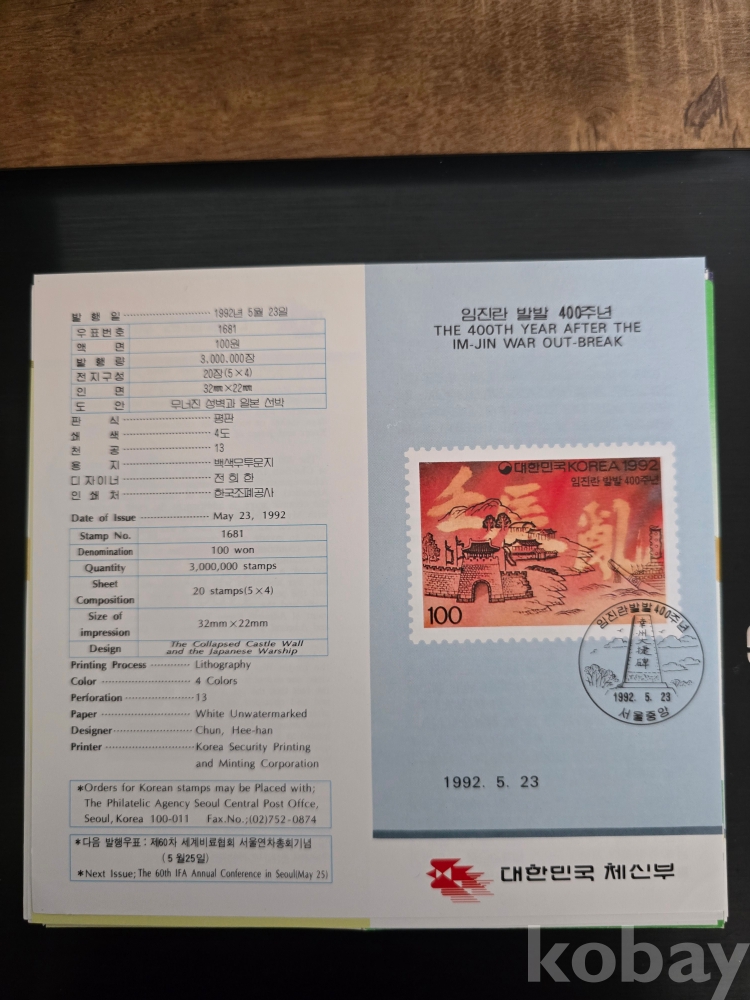 발행일 1992년 5월 23일
우표번호 1681
액면 100원
발행량 3.000.000장
전지구성 20장(5×4)
인면 32㎜×22㎜
도안 무너진 성벽과 일본 선박
판식 평판
쇄색 4도
천공 13
용지 백색무투문지
디자이너 전희한
인쇄처 한국조폐공사
Date of Issue May 23, 1992
Stamp No. 1681
Denomination 100 won
Quantity 3,000,000 stamps
Sheet Composition 20 stamps(5×4)
Size of impression 32mm×22mm
Design The Collapsed Castle Wall and the Japanese Warship
Printing Process Lithography
Color 4 Colors
Perforation 13
Paper White Unwatermarked
Designer Chun, Hee-han
Printer Korea Security Printing
and Minting Corporation
*Orders for Korean stamps may be Placed with;
The Philatelic Agency Seoul Central Post Offce,
Seoul, Korea 100-011 Fax.No.;(02)752-0874
*다음 발행우표 : 제60차 세계비료협회 서울연차총회기념
(5월25일)
*Next Issue; The 60th IFA Annual Conference in Seoul(May 25)
임진란 발발 400주년
THE 400TH YEAR AFTER THE
IM-JIN WAR OUT-BREAK
대한민국 KOREA 1992
임진란 발발 400주년
壬辰亂
100
임진란발발400주년
1992. 5. 23
서울중앙
1992. 5. 23
대한민국 체신부
kobay